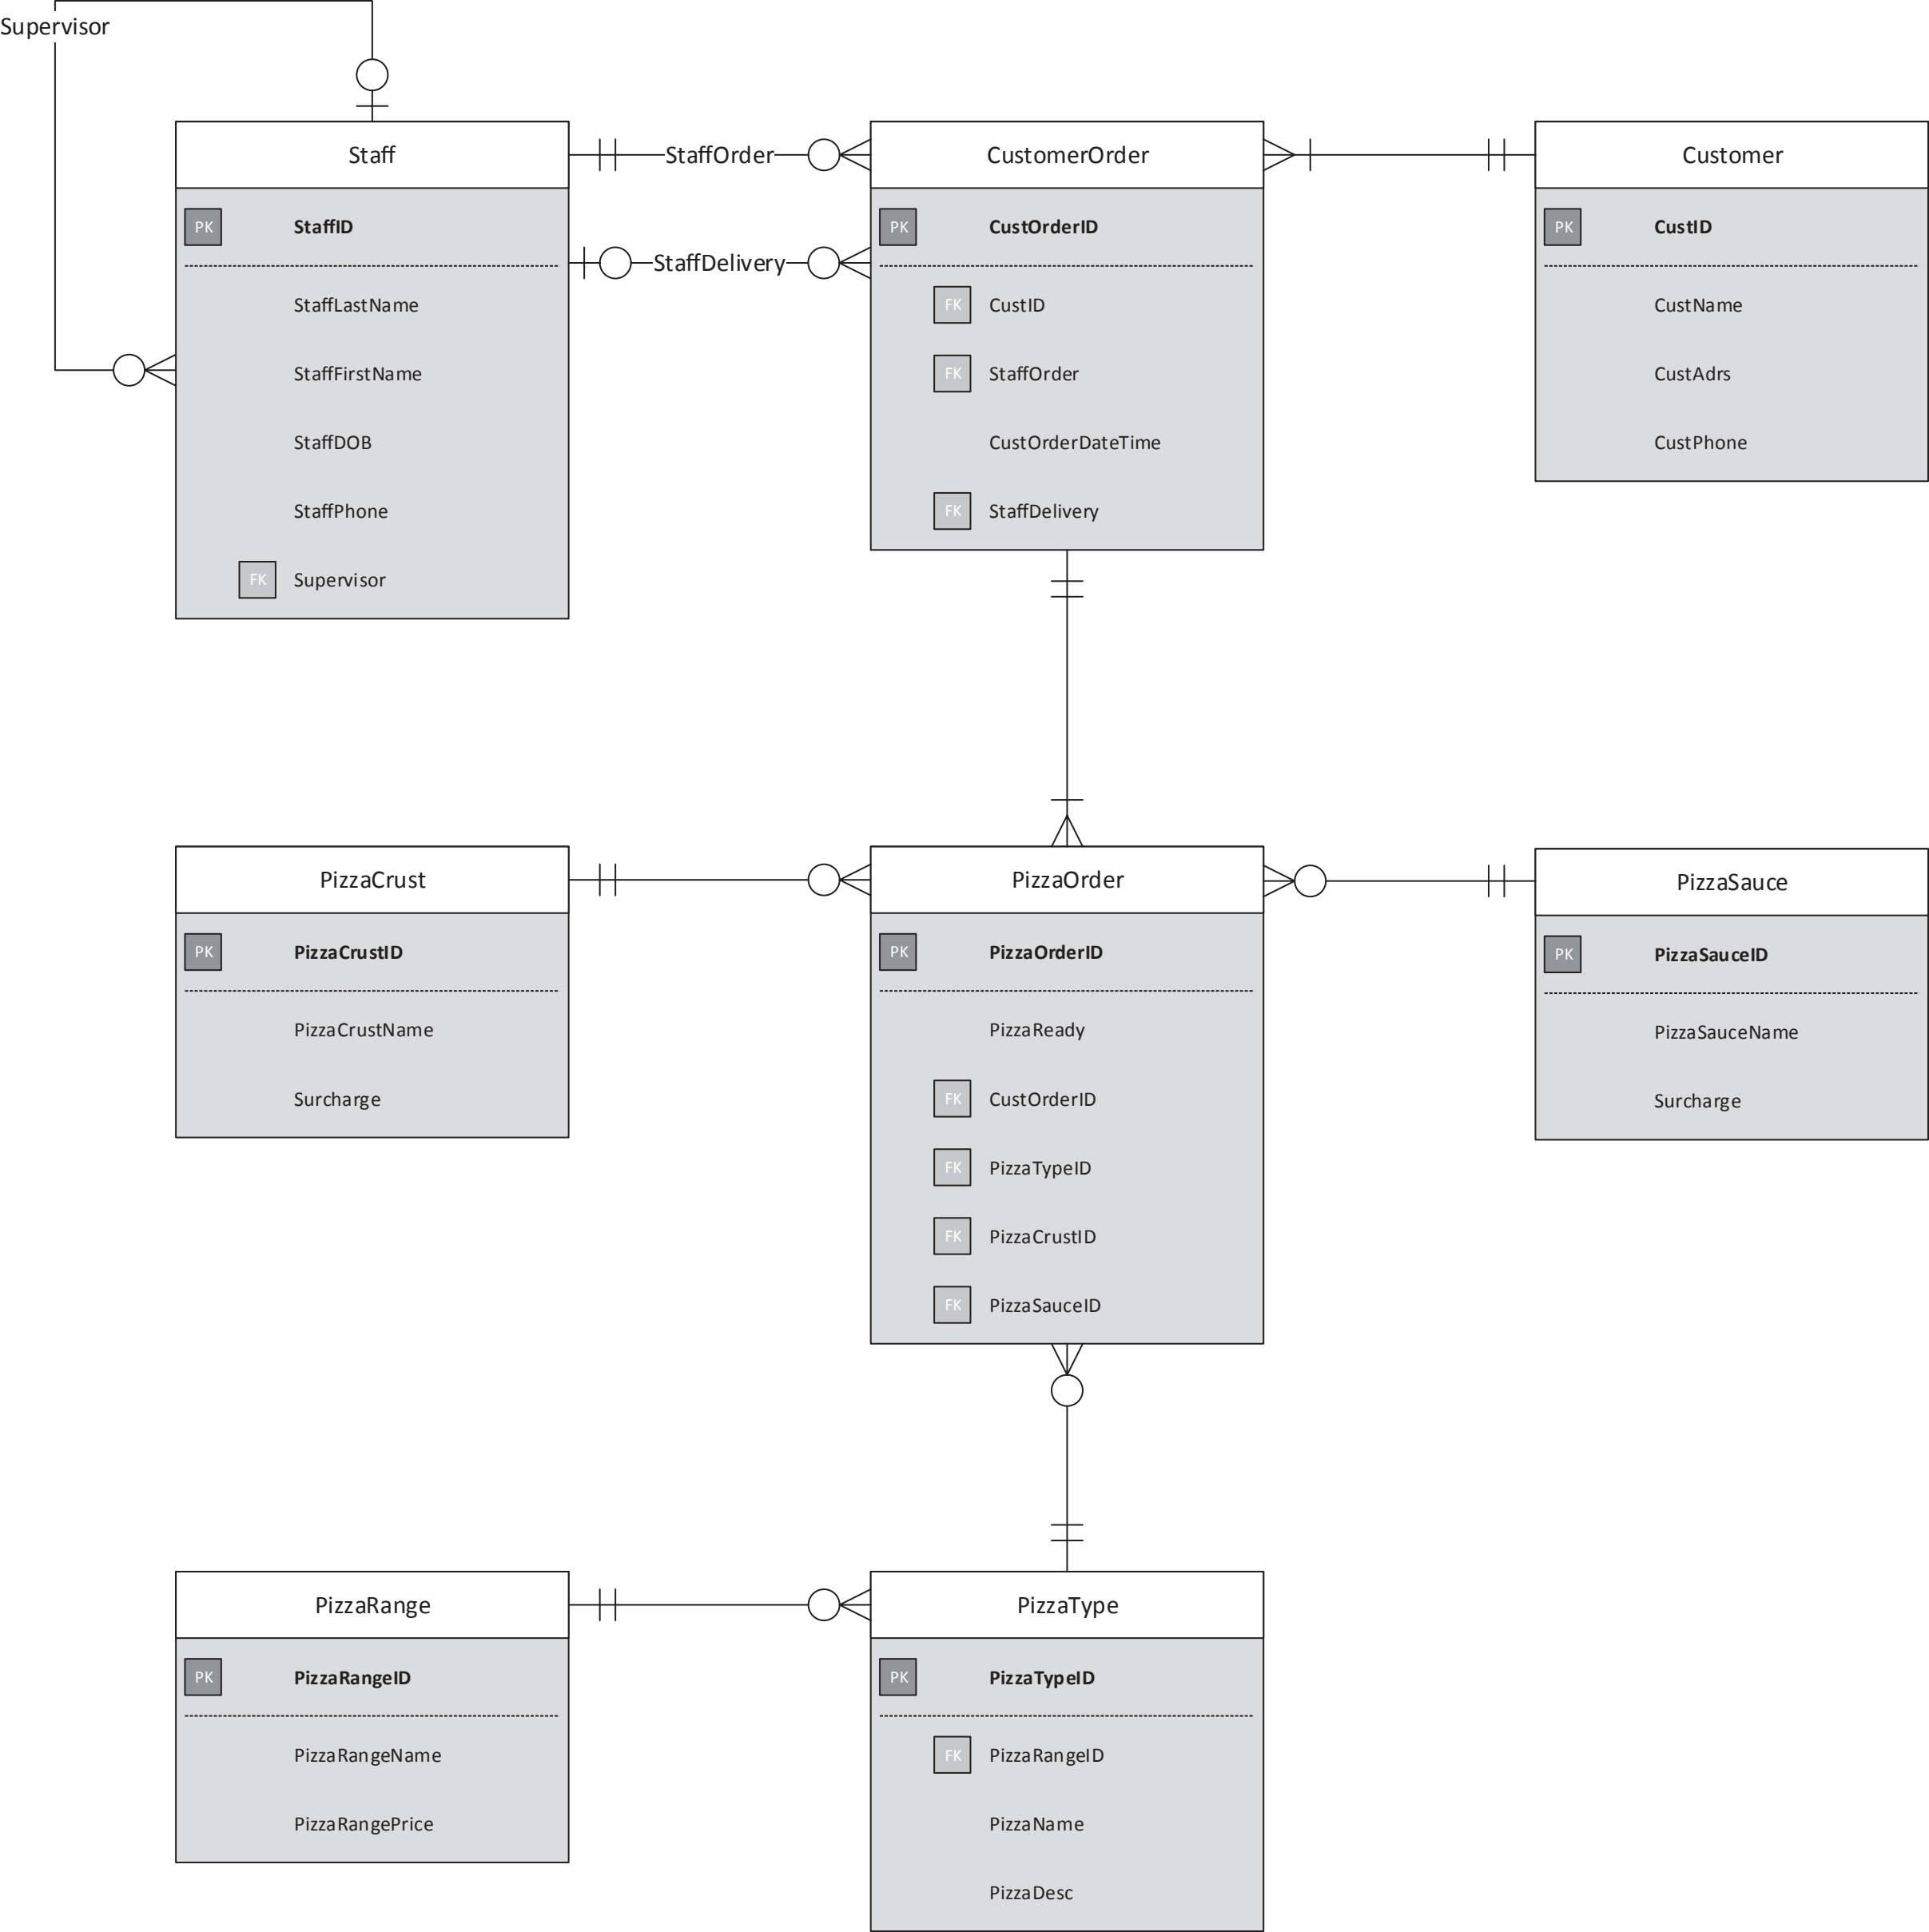 Supervisor
Staff
PK StaffID
StaffLastName
StaffFirstName
StaffDOB
StaffPhone
FK Supervisor
StaffOrder
StaffDelivery
CustomerOrder
PK CustOrderID
FK CustID
FK StaffOrder
CustOrderDateTime
FK StaffDelivery
Customer
PK CustID
CustName
CustAdrs
CustPhone
PizzaCrust
PK PizzaCrustID
PizzaCrustName
Surcharge
PizzaOrder
PK PizzaOrderID
PizzaReady
FK CustOrderID
FK PizzaTypeID
FK PizzaCrustID
FK PizzaSauceID
PizzaSauce
PK PizzaSauceID
PizzaSauceName
Surcharge
PizzaRange
PK PizzaRangeID
PizzaRangeName
PizzaRangePrice
PizzaType
PK PizzaTypeID
FK PizzaRangeID
PizzaName
PizzaDesc